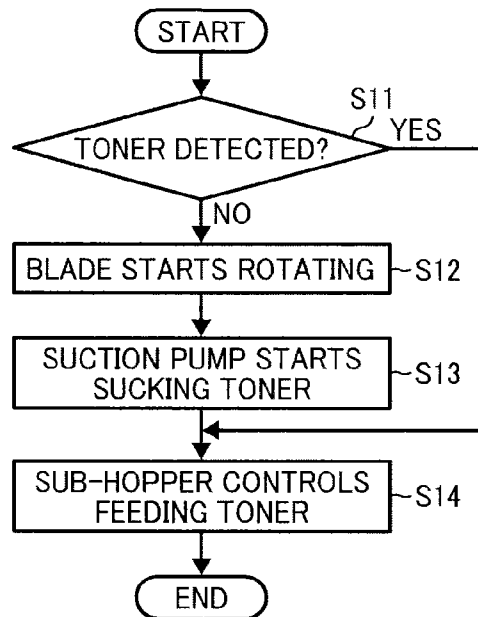 START
S11
TONER DETECTED?
YES
NO
BLADE STARTS ROTATING
S12
SUCTION PUMP STARTS
SUCKING TONER
S13
SUB-HOPPER CONTROLS
FEEDING TONER
S14
END